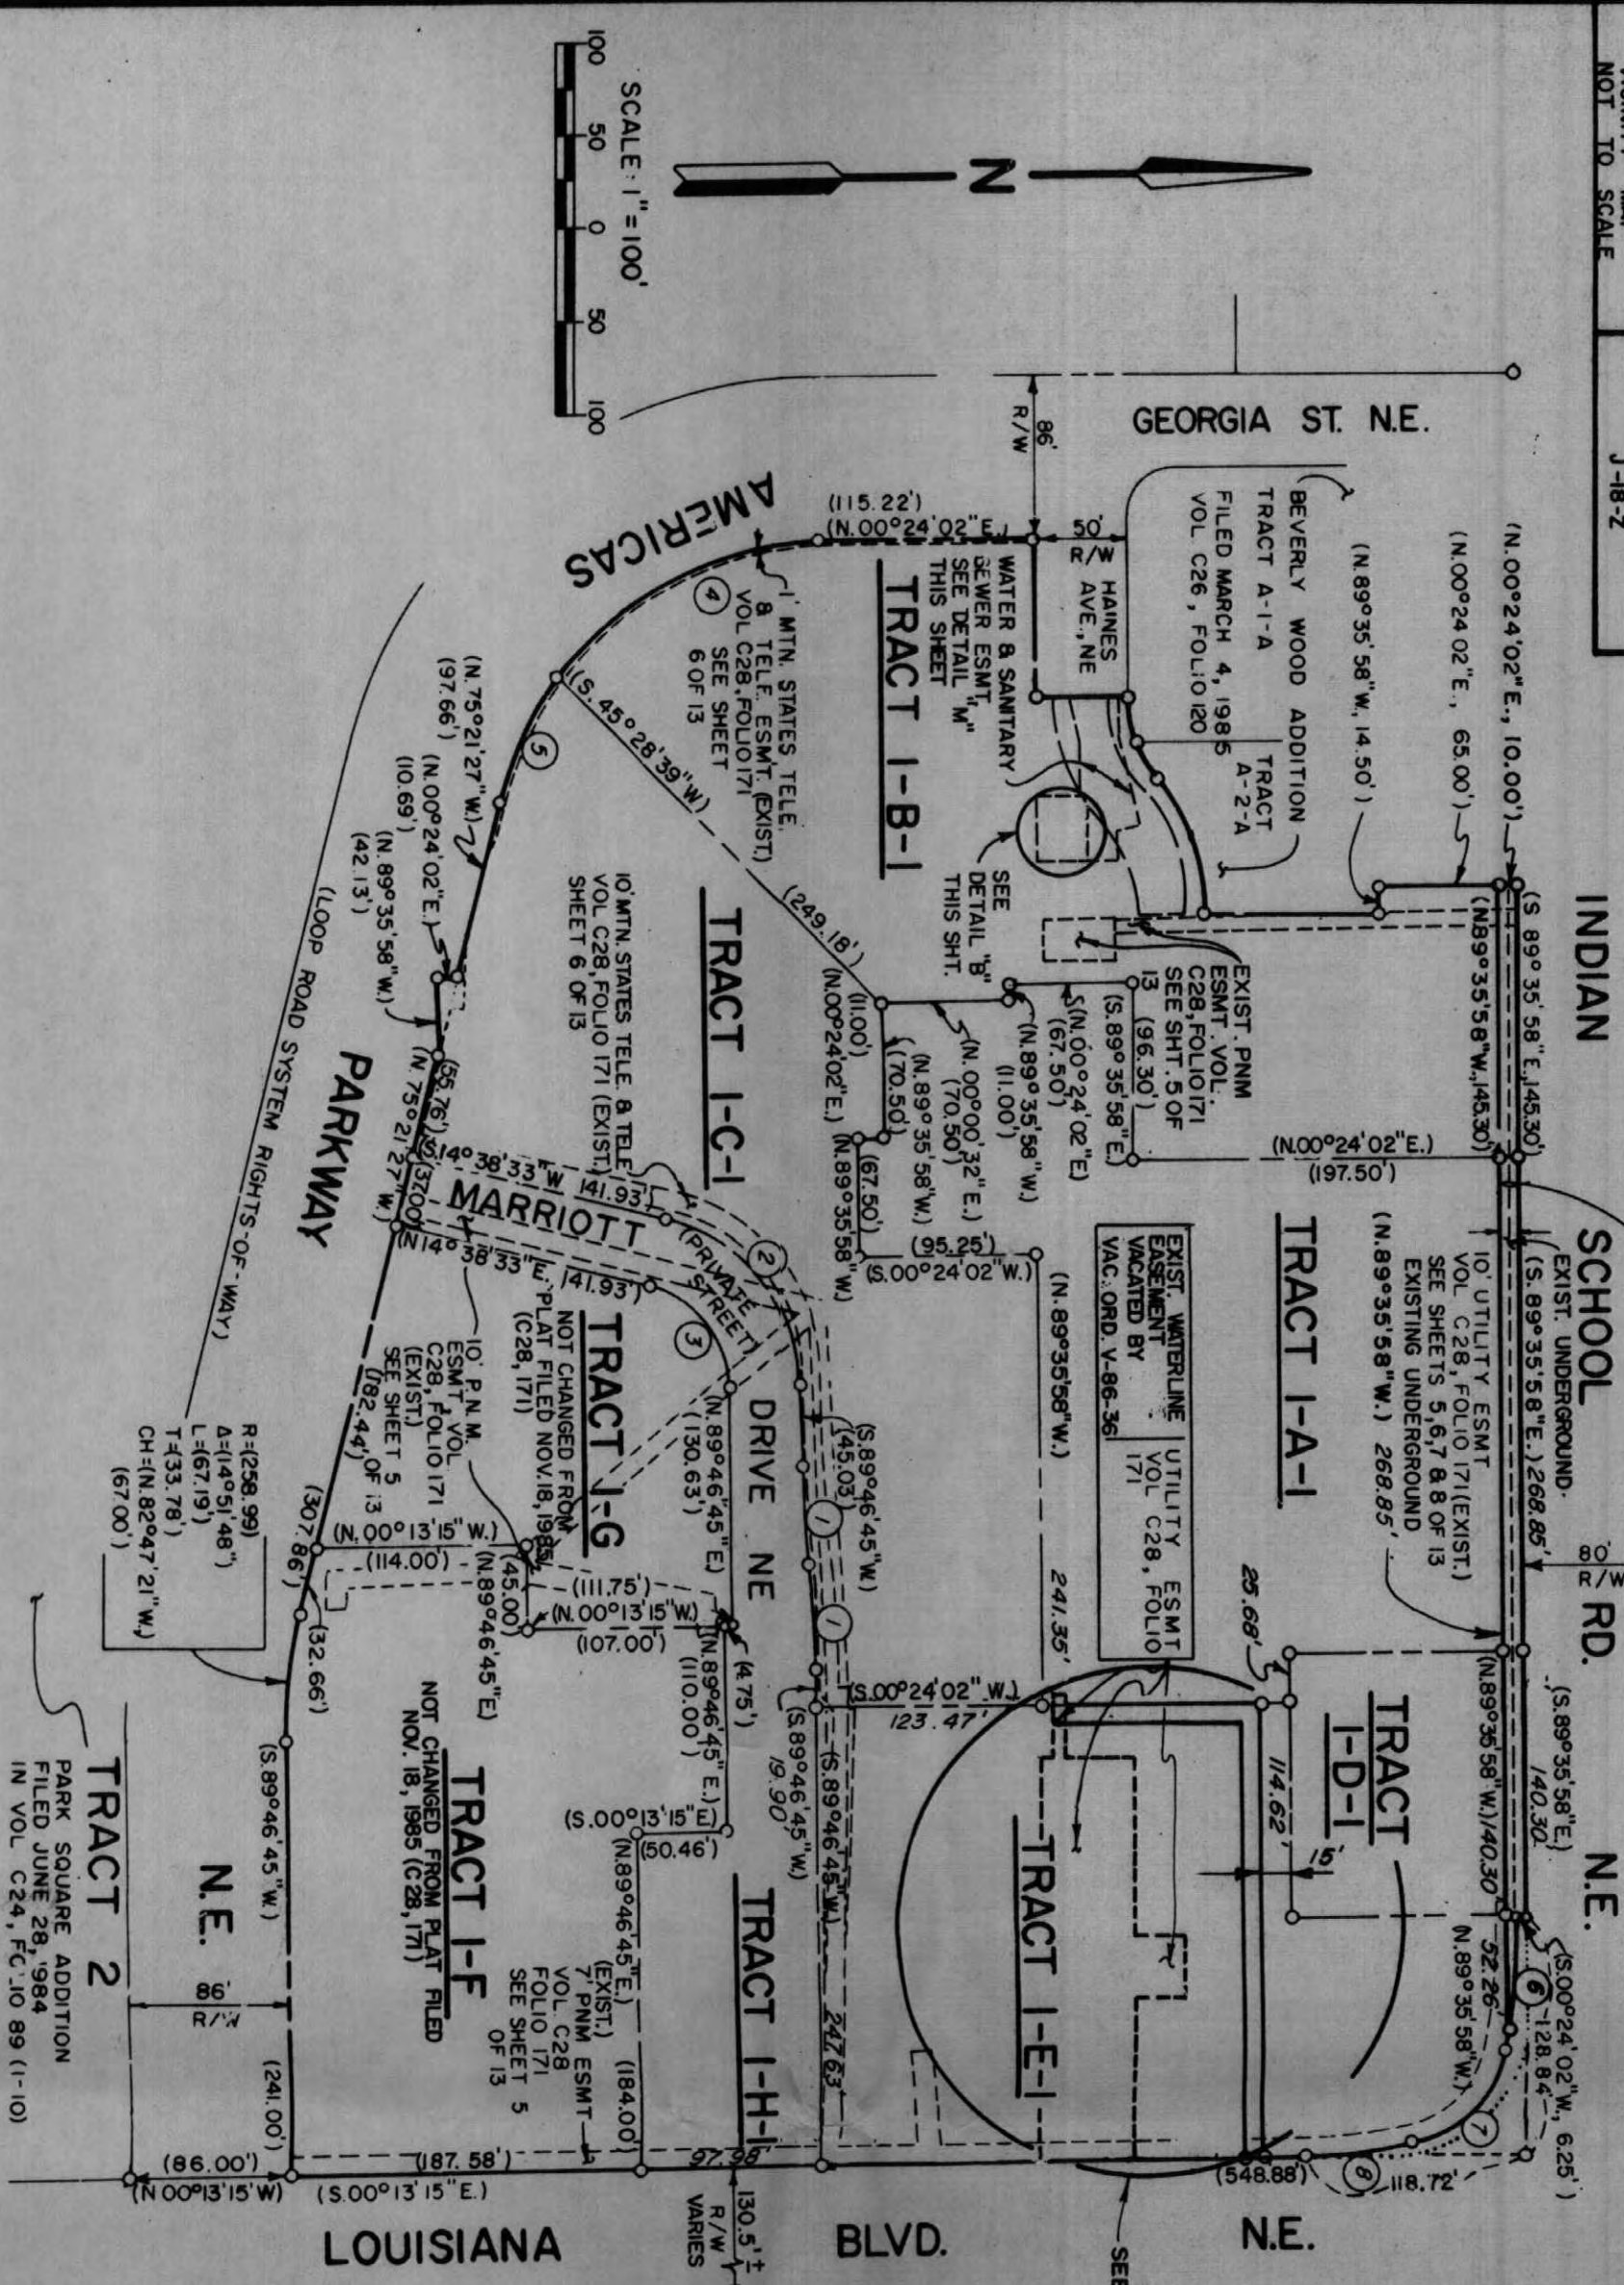 NOT TO SCALE
J-18-Z
SCALE: 1" = 100'
100 50 0 50 100
N
GEORGIA ST. N.E.
86'
R/W
50'
R/W
HAINES
AVE., NE
BEVERLY WOOD ADDITION
TRACT A-1-A
TRACT
A-2-A
FILED MARCH 4, 1985
VOL C26, FOLIO 120
(N.00°24'02"E., 10.00')
(N.00°24'02"E., 65.00')
(N.89°35'58"W, 14.50')
INDIAN SCHOOL RD. N.E.
(S 89°35'58"E., 145.30')
(N.89°35'58"W., 145.30')
EXIST. UNDERGROUND
(S.89°35'58"E.) 268.85'
10' UTILITY ESMT
VOL C28, FOLIO 171 (EXIST.)
SEE SHEETS 5,6,7 & 8 OF 13
EXISTING UNDERGROUND
(N.89°35'58"W.) 268.85'
80'
R/W
(S.89°35'58"E.)
140.30'
(N.89°35'58"W.) 140.30'
(S.00°24'02"W, 6.25')
6 128.84'
52.26'
(N.89°35'58"W.)
7
8 118.72'
(548.88')
TRACT 1-A-1
TRACT
1-D-1
25.68'
114.62'
15'
(N.00°24'02"E.)
(197.50')
EXIST. PNM
ESMT. VOL.
C28, FOLIO 171
SEE SHT. 5 OF
13
(96.30')
(S.89°35'58"E.)
(N.00°24'02"E.)
(67.50')
(N.89°35'58"W.)
(11.00')
(N.00°00'32"E.)
(70.50')
(N.89°35'58"W.)
(70.50')
(11.00')
(N.00°24'02"E.)
(67.50')
(N.89°35'58"W.)
(95.25')
(S.00°24'02"W.)
(N.89°35'58"W.) 241.35'
EXIST. WATERLINE
EASEMENT
VACATED BY
VAC. ORD. V-86-36
UTILITY ESMT
VOL C28, FOLIO
171
WATER & SANITARY
SEWER ESMT.
SEE DETAIL "M"
THIS SHEET
SEE
DETAIL "B"
THIS SHT.
TRACT 1-B-1
(115.22')
(N.00°24'02"E.)
AMERICAS
1' MTN. STATES TELE.
& TELE. ESMT. (EXIST.)
VOL C28, FOLIO 171
SEE SHEET
6 OF 13
4
5
(S.45°28'39"W)
(249.18')
TRACT 1-C-1
10' MTN. STATES TELE. & TELE
VOL C28, FOLIO 171 (EXIST.)
SHEET 6 OF 13
(N.75°21'27"W.)
(97.66')
(N.00°24'02"E.)
(10.69')
(N.89°35'58"W.)
(42.13')
(55.76')
(37.00')
(N.75°21'27"W.)
(LOOP ROAD SYSTEM RIGHTS-OF-WAY)
PARKWAY N.E.
(S.14°38'33"W 141.93')
(N14°38'33"E. 141.93')
MARRIOTT DRIVE NE
(PRIVATE
STREET)
2
3
1
1
(S.89°46'45"W)
(45.03')
(N.89°46'45"E.)
(130.63')
(S.00°24'02" W.)
123.47'
(S.89°46'45"W.)
19.90'
(S.89°46'45"W.) 247.63'
TRACT 1-E-1
TRACT 1-G
NOT CHANGED FROM
PLAT FILED NOV.18, 1985
(C28, 171)
10' P.N.M.
ESMT, VOL
C28, FOLIO 171
(EXIST.)
SEE SHEET 5
OF 13
(182.44')
(307.86')
(32.66')
(N.00°13'15"W.)
(114.00')
(N.89°46'45"E)
(45.00')
(111.75')
(N.00°13'15"W.)
(107.00')
(4.75')
(N.89°46'45"E.)
(110.00')
(S.00°13'15"E)
(50.46')
(N.89°46'45"E.) (184.00')
(EXIST.)
7' PNM ESMT
VOL. C28
FOLIO 171
SEE SHEET 5
OF 13
TRACT 1-H-1
97.98'
TRACT 1-F
NOT CHANGED FROM PLAT FILED
NOV. 18, 1985 (C28, 171)
R=(258.99)
Δ=(14°51'48")
L=(67.19')
T=(33.78')
CH=(N.82°47'21"W.)
(67.00')
(S.89°46'45"W.) (241.00')
86'
R/W
TRACT 2
PARK SQUARE ADDITION
FILED JUNE 28, 1984
IN VOL C24, FOLIO 89 (1-10)
(86.00')
(N 00°13'15"W)
(187.58')
(S.00°13'15"E.)
130.5'±
R/W
VARIES
LOUISIANA BLVD. N.E.